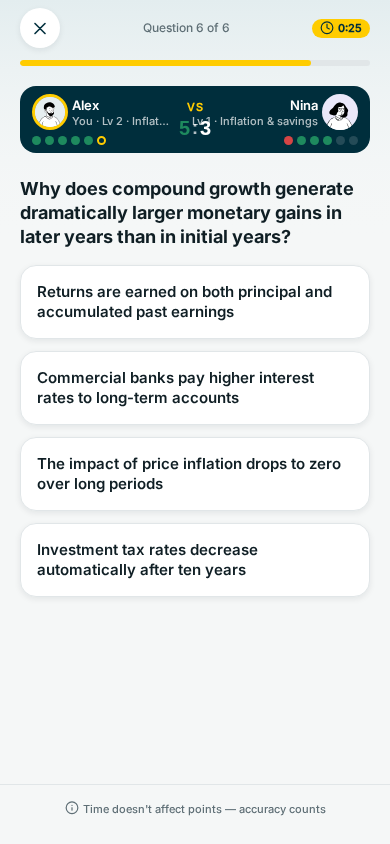 Question 6 of 6
0:25
Alex
VS
Nina
You · Lv 2 · Inflat...
Lv 1 · Inflation & savings
5:3
Why does compound growth generate
dramatically larger monetary gains in
later years than in initial years?
Returns are earned on both principal and
accumulated past earnings
Commercial banks pay higher interest
rates to long-term accounts
The impact of price inflation drops to zero
over long periods
Investment tax rates decrease
automatically after ten years
Time doesn't affect points — accuracy counts